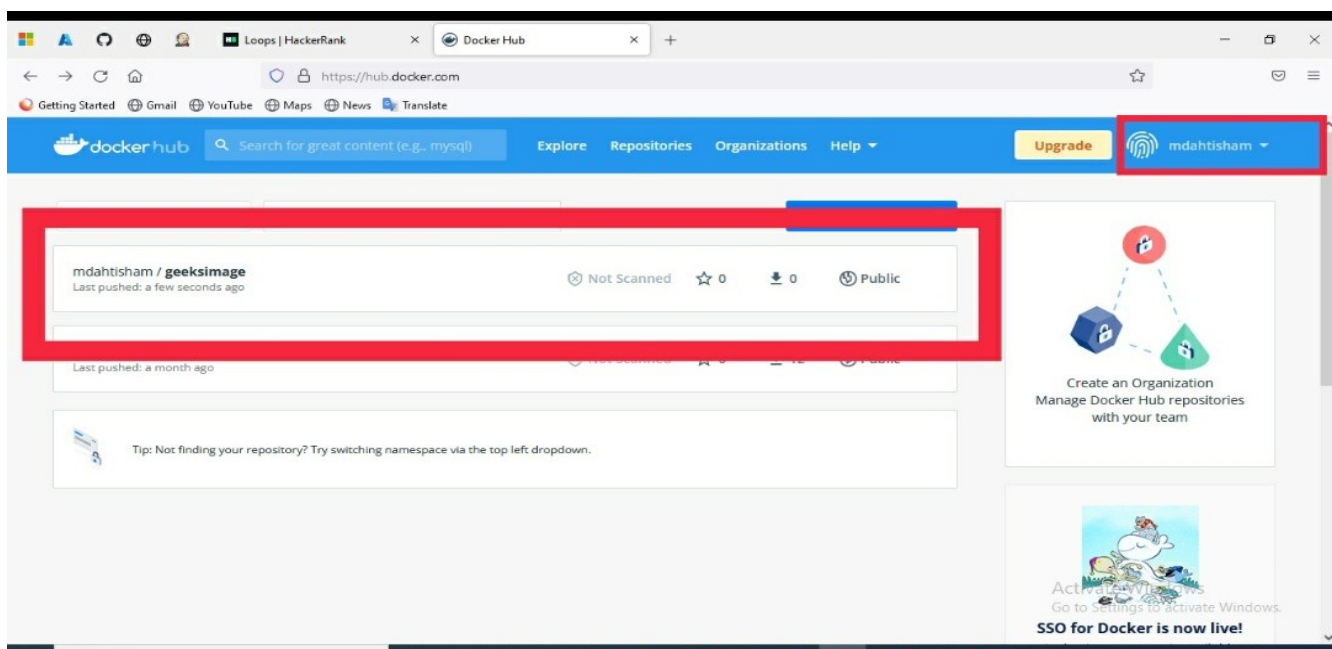 Loops | HackerRank
Docker Hub
https://hub.docker.com
Getting Started Gmail YouTube Maps News Translate
docker hub Search for great content (e.g., mysql) Explore Repositories Organizations Help Upgrade mdahtisham
mdahtisham / geeksimage
Last pushed: a few seconds ago
Not Scanned 0 0 Public
Last pushed: a month ago
Tip: Not finding your repository? Try switching namespace via the top left dropdown.
Create an Organization
Manage Docker Hub repositories
with your team
Activate Windows
Go to Settings to activate Windows.
SSO for Docker is now live!